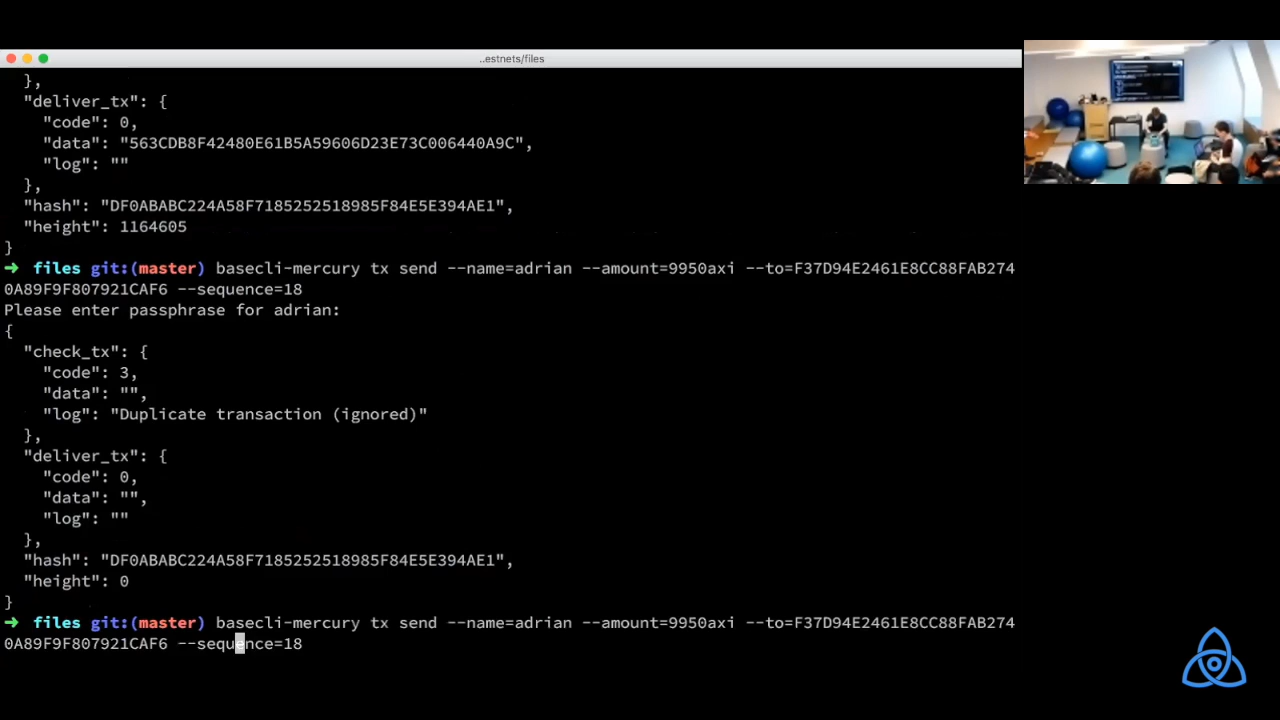 ..estnets/files
},
"deliver_tx": {
"code": 0,
"data": "563CDB8F42480E61B5A59606D23E73C006440A9C",
"log": ""
},
"hash": "DF0ABABC224A58F7185252518985F84E5E394AE1",
"height": 1164605
}
➜ files git:(master) basecli-mercury tx send --name=adrian --amount=9950axi --to=F37D94E2461E8CC88FAB274
0A89F9F807921CAF6 --sequence=18
Please enter passphrase for adrian:
{
"check_tx": {
"code": 3,
"data": "",
"log": "Duplicate transaction (ignored)"
},
"deliver_tx": {
"code": 0,
"data": "",
"log": ""
},
"hash": "DF0ABABC224A58F7185252518985F84E5E394AE1",
"height": 0
}
➜ files git:(master) basecli-mercury tx send --name=adrian --amount=9950axi --to=F37D94E2461E8CC88FAB274
0A89F9F807921CAF6 --sequence=18